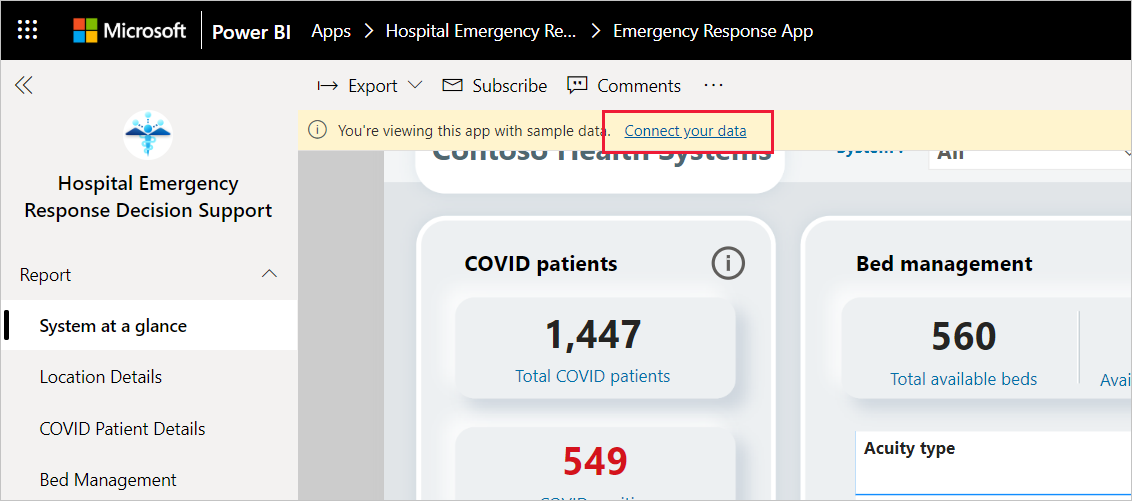 Microsoft Power BI Apps > Hospital Emergency Re... > Emergency Response App
Export Subscribe Comments ...
You're viewing this app with sample data. Connect your data
Contoso Health Systems
System :
All
Hospital Emergency
Response Decision Support
Report
System at a glance
Location Details
COVID Patient Details
Bed Management
COVID patients
1,447
Total COVID patients
549
Bed management
560
Total available beds
Avai
Acuity type